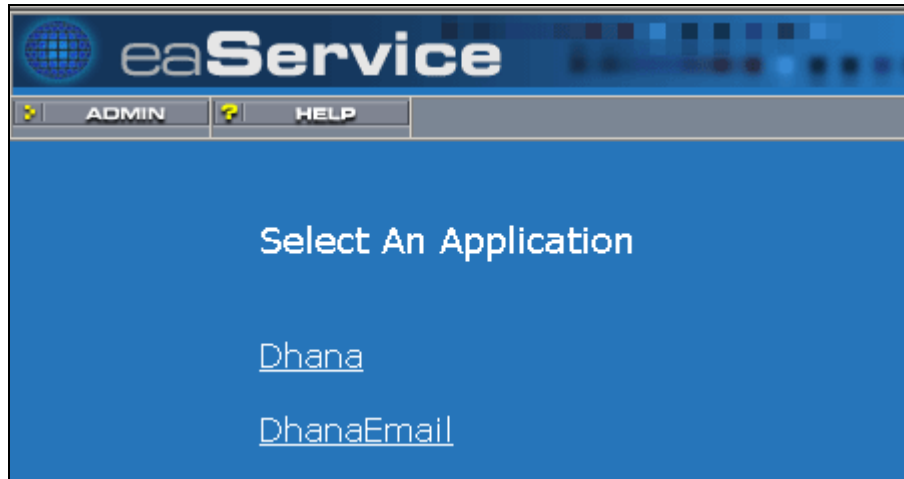 eaService
ADMIN ? HELP
Select An Application
Dhana
DhanaEmail